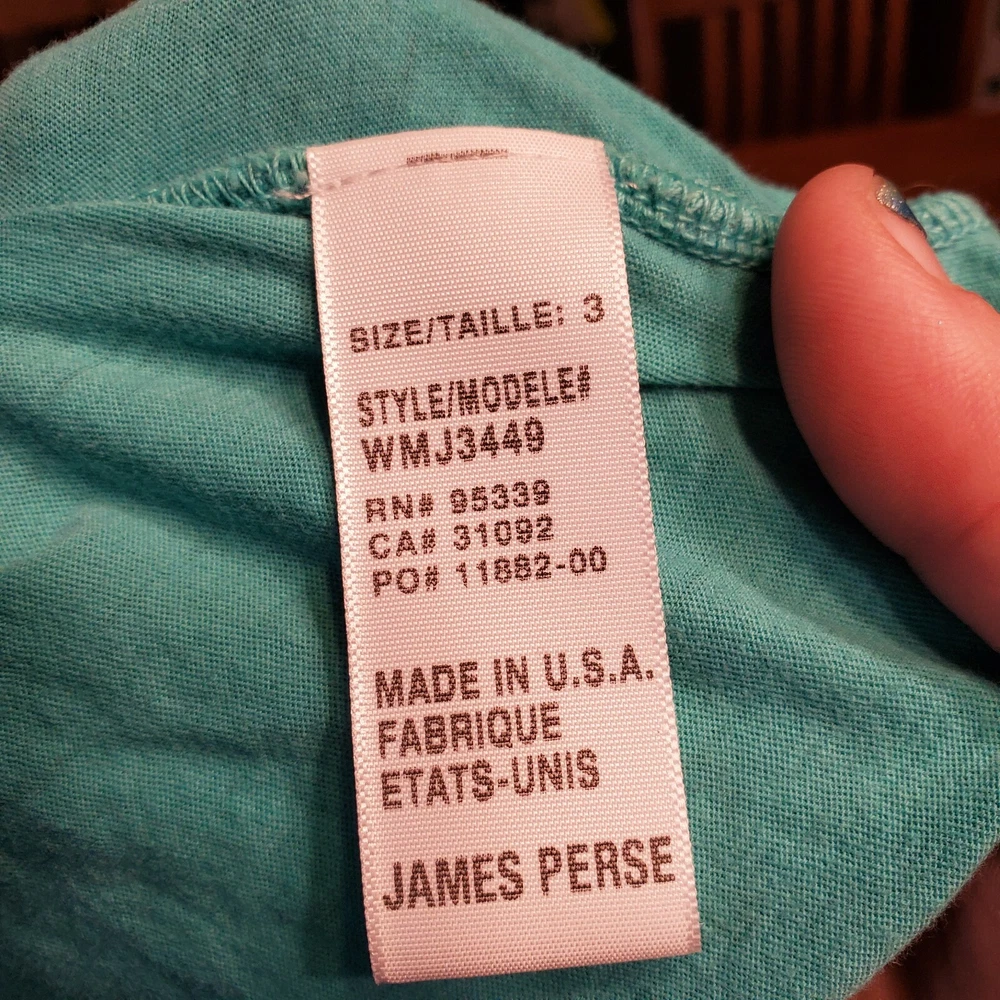 SIZE/TAILLE: 3
STYLE/MODELE#
WMJ3449
RN# 95339
CA# 31092
PO# 11882-00
MADE IN U.S.A.
FABRIQUE
ETATS-UNIS
JAMES PERSE